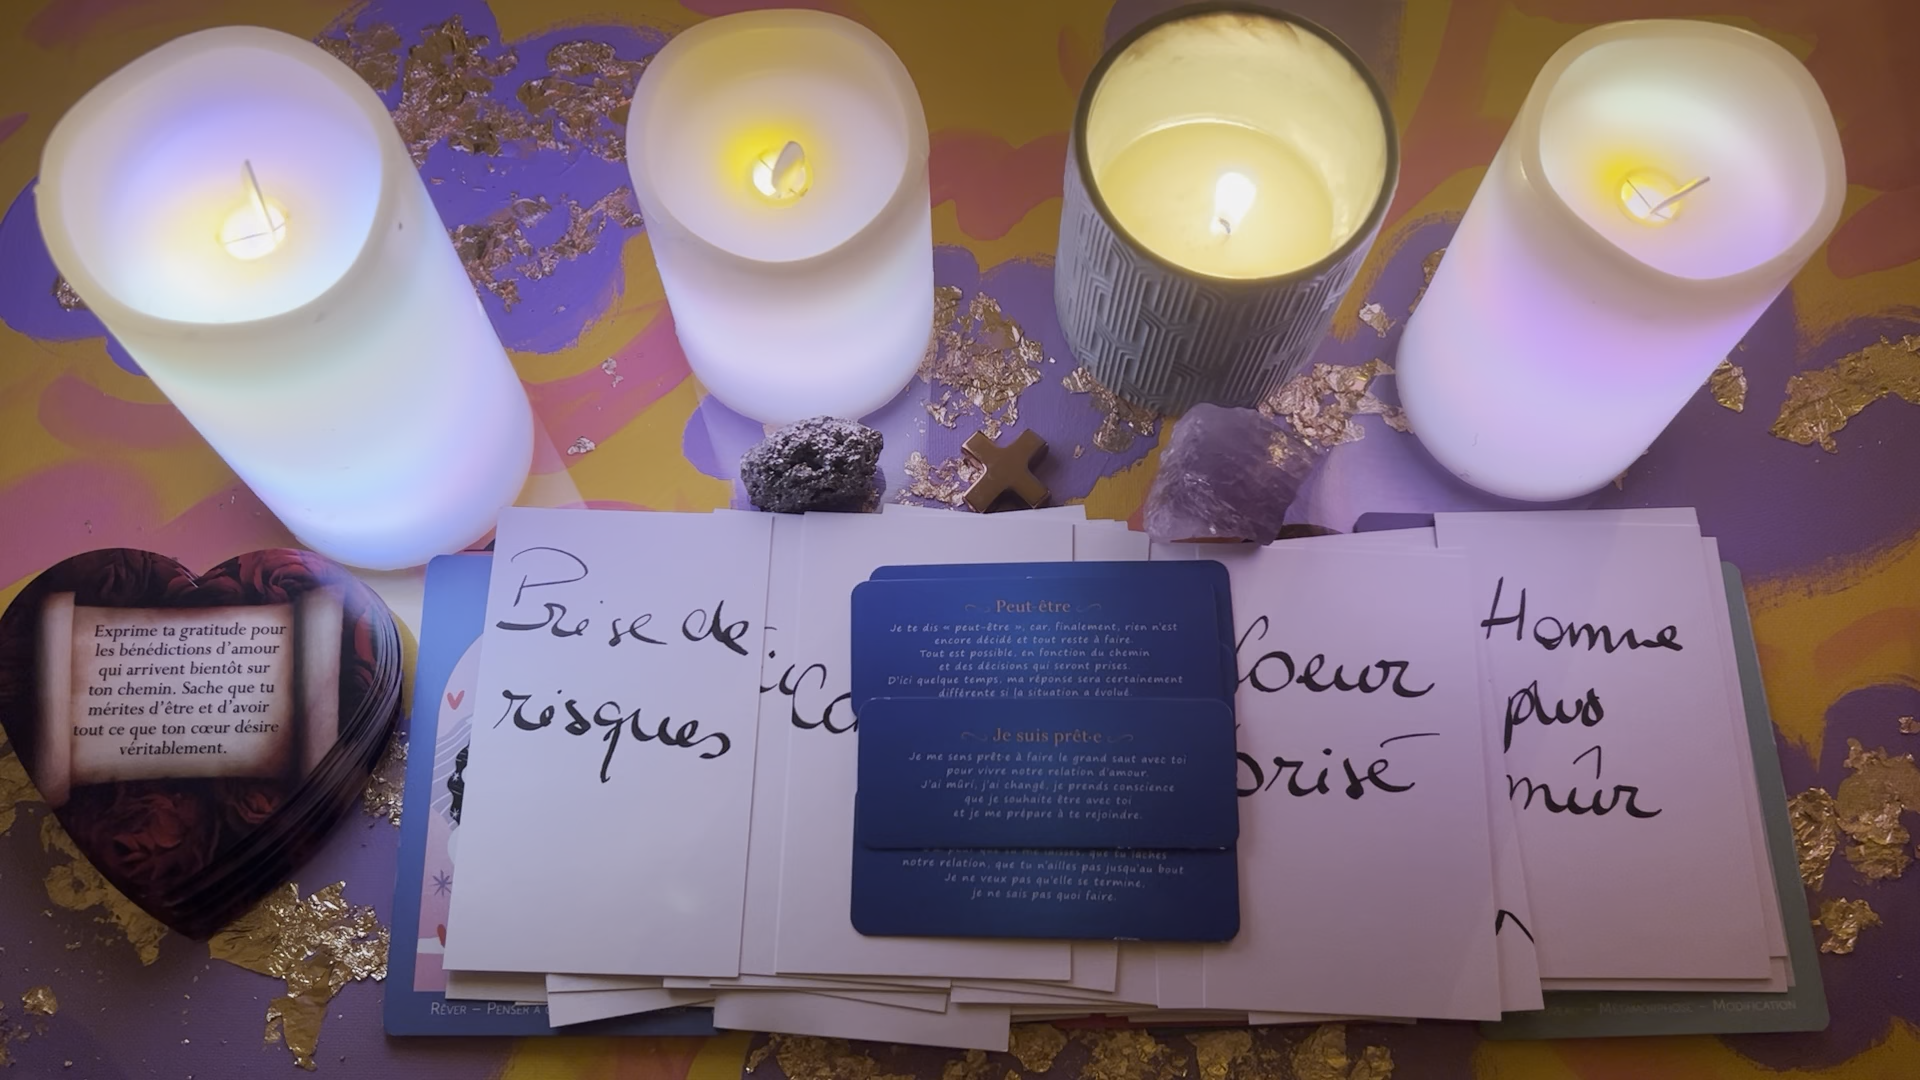 Exprime ta gratitude pour
les bénédictions d'amour
qui arrivent bientôt sur
ton chemin. Sache que tu
mérites d'être et d'avoir
tout ce que ton cœur désire
véritablement.
Prise de
risques
Peut-être
Je te dis « peut-être », car, finalement, rien n'est
encore décidé et tout reste à faire.
Tout est possible, en fonction du chemin
et des décisions qui seront prises.
D'ici quelque temps, ma réponse sera certainement
différente si la situation a évolué.
Je suis prêt·e
Je me sens prêt·e à faire le grand saut avec toi
pour vivre notre relation d'amour.
J'ai mûri, j'ai changé, je prends conscience
que je souhaite être avec toi
et je me prépare à te rejoindre.
notre relation, que tu n'ailles pas jusqu'au bout
Je ne veux pas qu'elle se termine,
je ne sais pas quoi faire.
Coeur
brisé
Homme
plus
mûr
RÊVER – PENSER À
MÉTAMORPHOSE – MODIFICATION